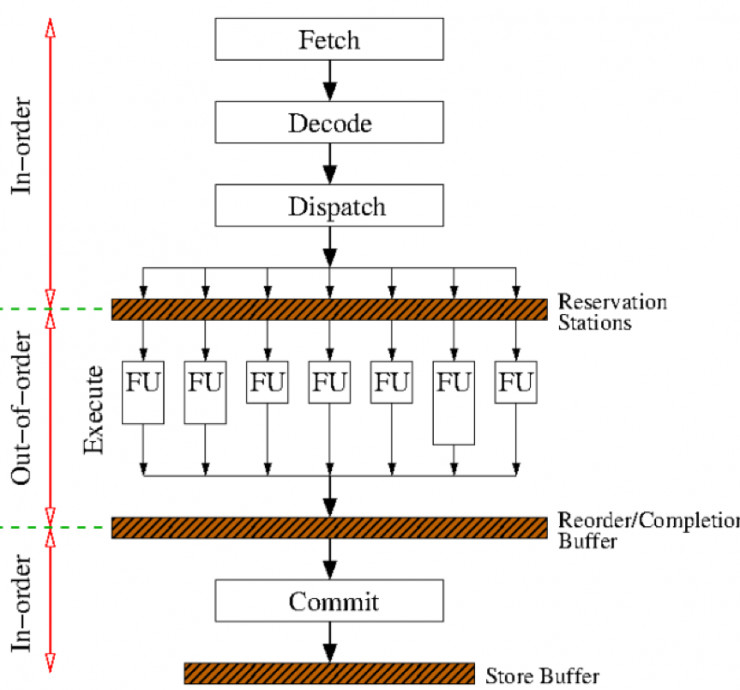 Fetch
In-order
Decode
Dispatch
Reservation
Stations
Out-of-order
Execute
FU FU FU FU FU FU FU
Reorder/Completion
Buffer
In-order
Commit
Store Buffer